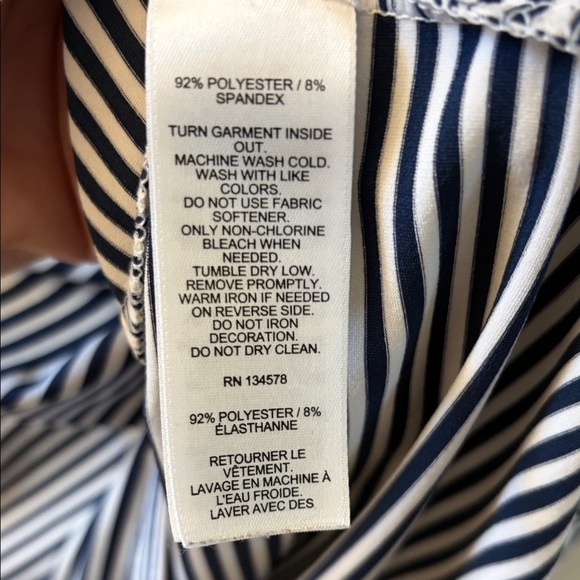 92% POLYESTER / 8%
SPANDEX
TURN GARMENT INSIDE
OUT.
MACHINE WASH COLD.
WASH WITH LIKE
COLORS.
DO NOT USE FABRIC
SOFTENER.
ONLY NON-CHLORINE
BLEACH WHEN
NEEDED.
TUMBLE DRY LOW.
REMOVE PROMPTLY.
WARM IRON IF NEEDED
ON REVERSE SIDE.
DO NOT IRON
DECORATION.
DO NOT DRY CLEAN.
RN 134578
92% POLYESTER / 8%
ÉLASTHANNE
RETOURNER LE
VÊTEMENT.
LAVAGE EN MACHINE À
L'EAU FROIDE.
LAVER AVEC DES